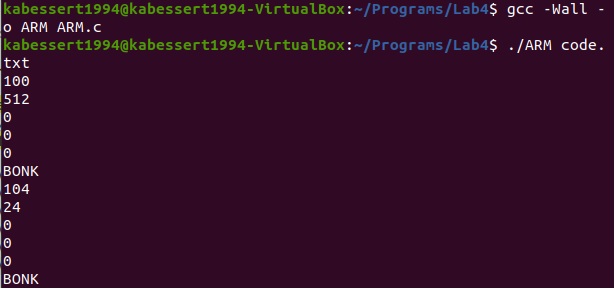 kabessert1994@kabessert1994-VirtualBox:~/Programs/Lab4$ gcc -Wall -
o ARM ARM.c
kabessert1994@kabessert1994-VirtualBox:~/Programs/Lab4$ ./ARM code.
txt
100
512
0
0
0
BONK
104
24
0
0
0
BONK